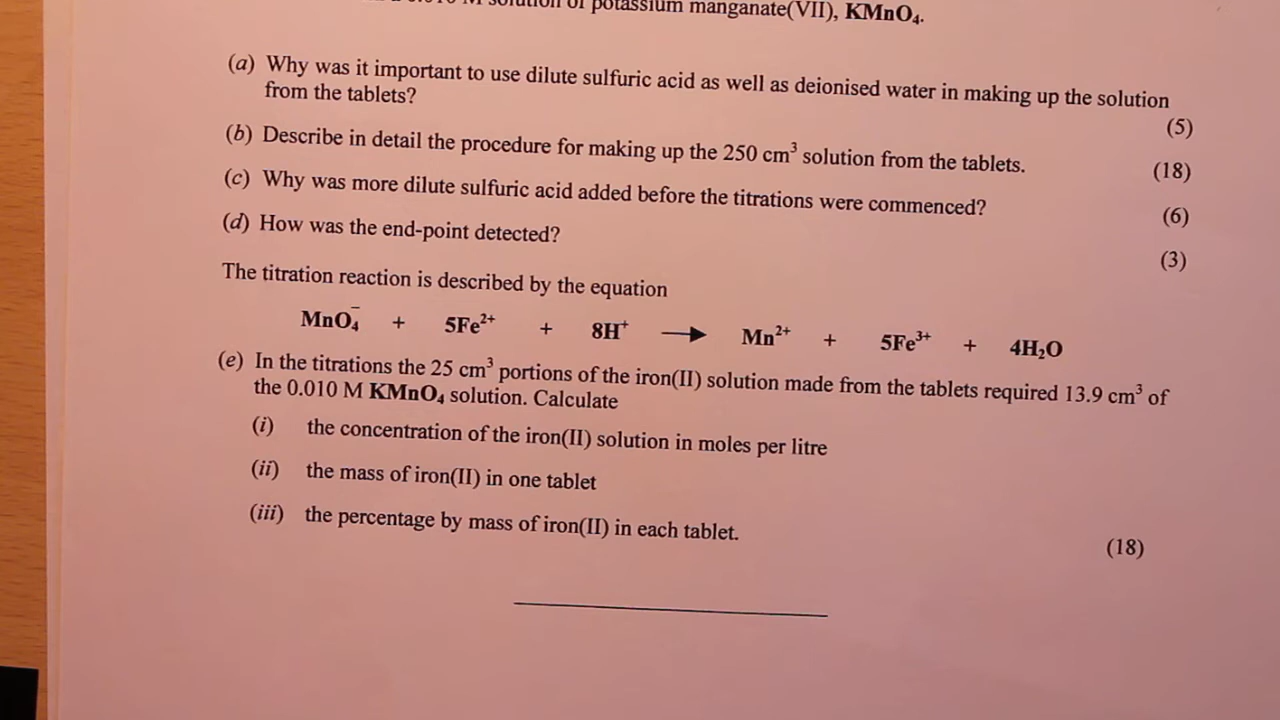 solution of potassium manganate(VII), KMnO₄.
(a) Why was it important to use dilute sulfuric acid as well as deionised water in making up the solution
from the tablets?
(5)
(b) Describe in detail the procedure for making up the 250 cm³ solution from the tablets.
(18)
(c) Why was more dilute sulfuric acid added before the titrations were commenced?
(6)
(d) How was the end-point detected?
(3)
The titration reaction is described by the equation
MnO₄⁻ + 5Fe²⁺ + 8H⁺ → Mn²⁺ + 5Fe³⁺ + 4H₂O
(e) In the titrations the 25 cm³ portions of the iron(II) solution made from the tablets required 13.9 cm³ of
the 0.010 M KMnO₄ solution. Calculate
(i) the concentration of the iron(II) solution in moles per litre
(ii) the mass of iron(II) in one tablet
(iii) the percentage by mass of iron(II) in each tablet.
(18)